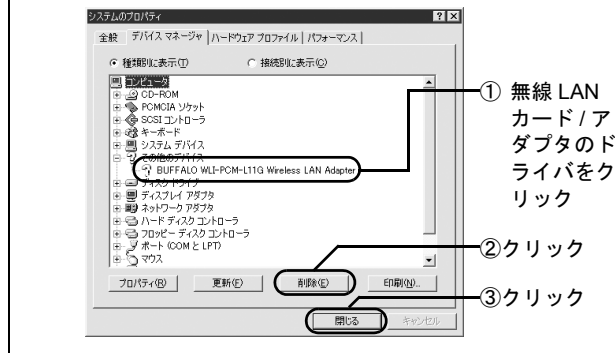 システムのプロパティ
全般 デバイス マネージャ ハードウェア プロファイル パフォーマンス
種類別に表示(T) 接続別に表示(C)
コンピュータ
CD-ROM
PCMCIA ソケット
SCSI コントローラ
キーボード
システム デバイス
その他のデバイス
BUFFALO WLI-PCM-L11G Wireless LAN Adapter
ディスク ドライブ
ディスプレイ アダプタ
ネットワーク アダプタ
ハード ディスク コントローラ
フロッピー ディスク コントローラ
ポート (COM と LPT)
マウス
プロパティ(R) 更新(F) 削除(E) 印刷(N)...
閉じる キャンセル
① 無線 LAN
カード / ア
ダプタのド
ライバをク
リック
②クリック
③クリック